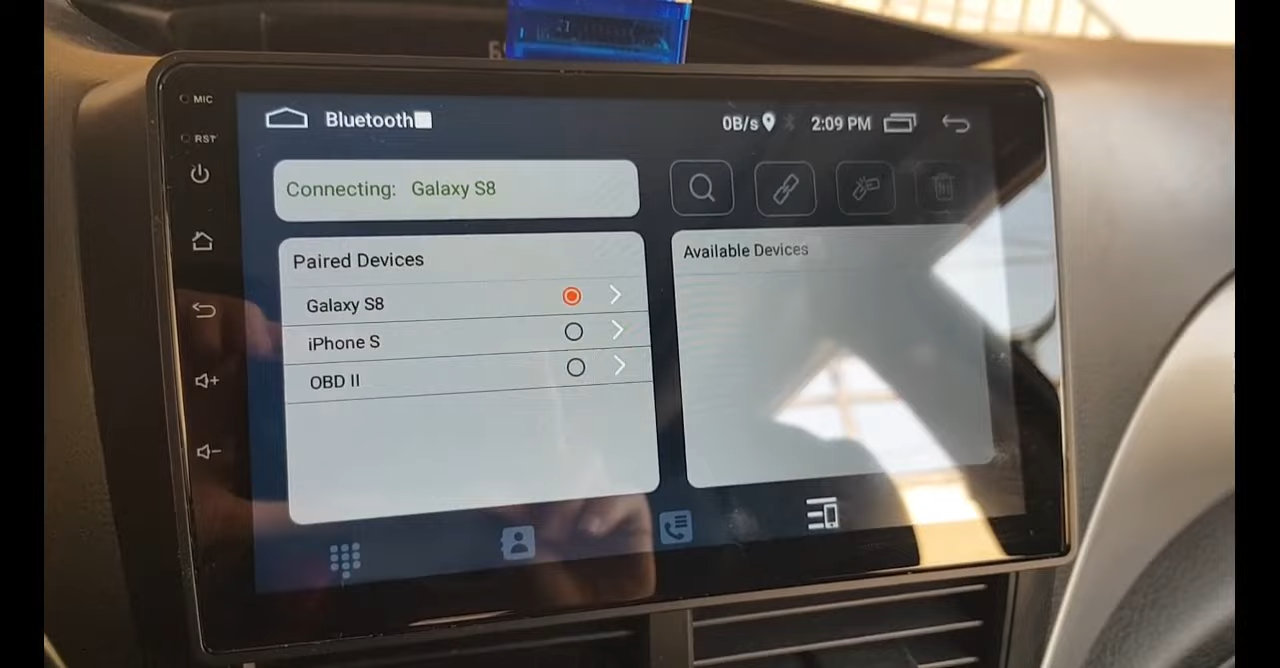 MIC
RST
Bluetooth
0B/s
2:09 PM
Connecting: Galaxy S8
Paired Devices
Galaxy S8
iPhone S
OBD II
Available Devices